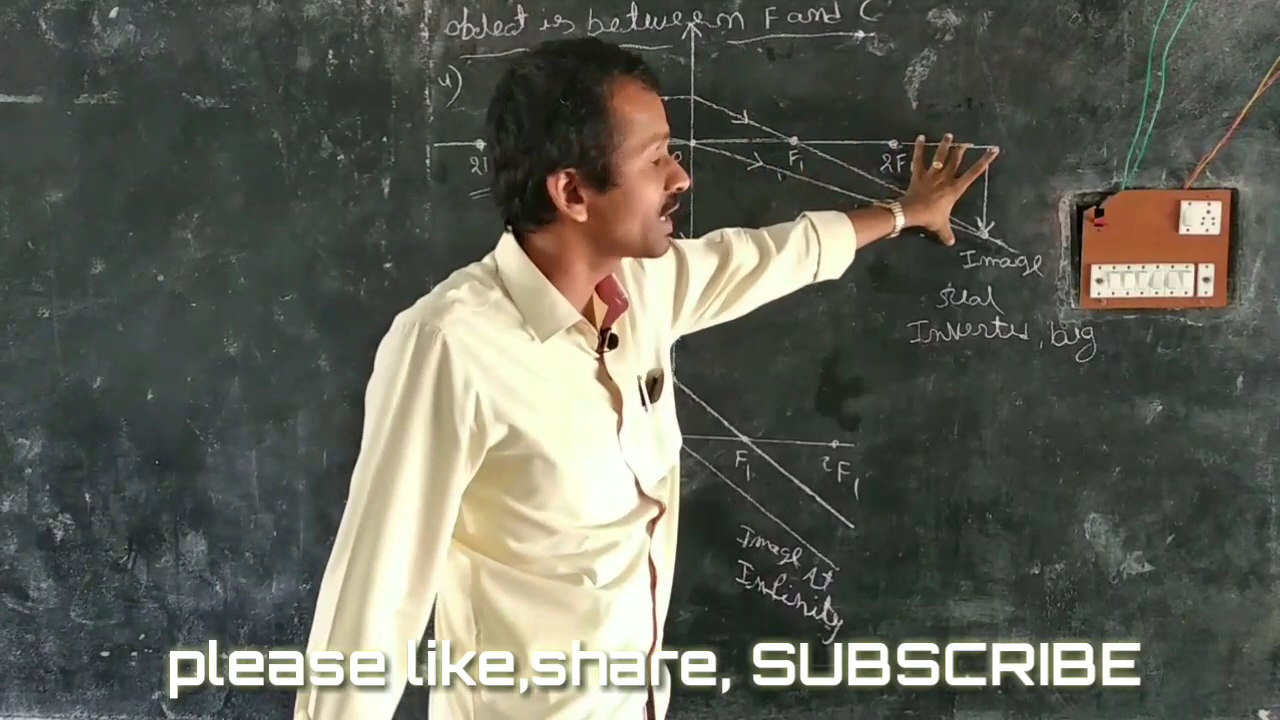 object is between F and C
4)
2F
F₁
2F
Image
real
Inverted, big
F₁
2F₁
Image At
Infinity
please like,share, SUBSCRIBE